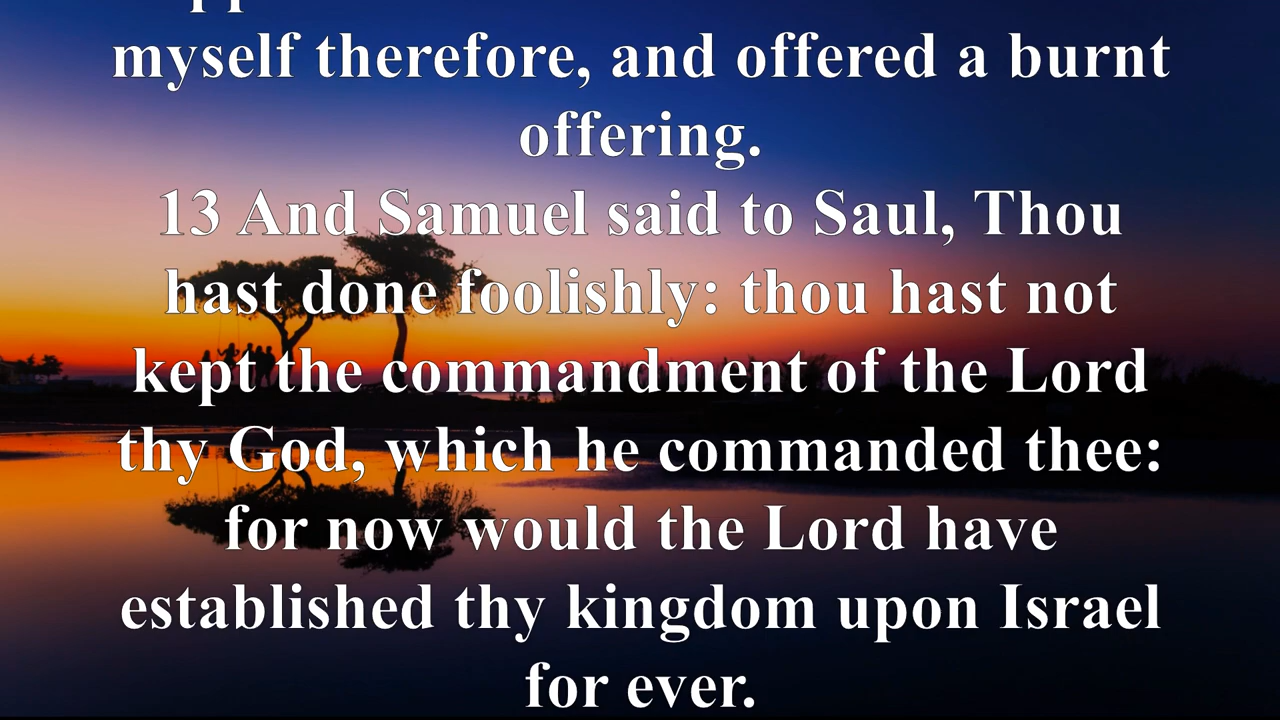 myself therefore, and offered a burnt
offering.
13 And Samuel said to Saul, Thou
hast done foolishly: thou hast not
kept the commandment of the Lord
thy God, which he commanded thee:
for now would the Lord have
established thy kingdom upon Israel
for ever.